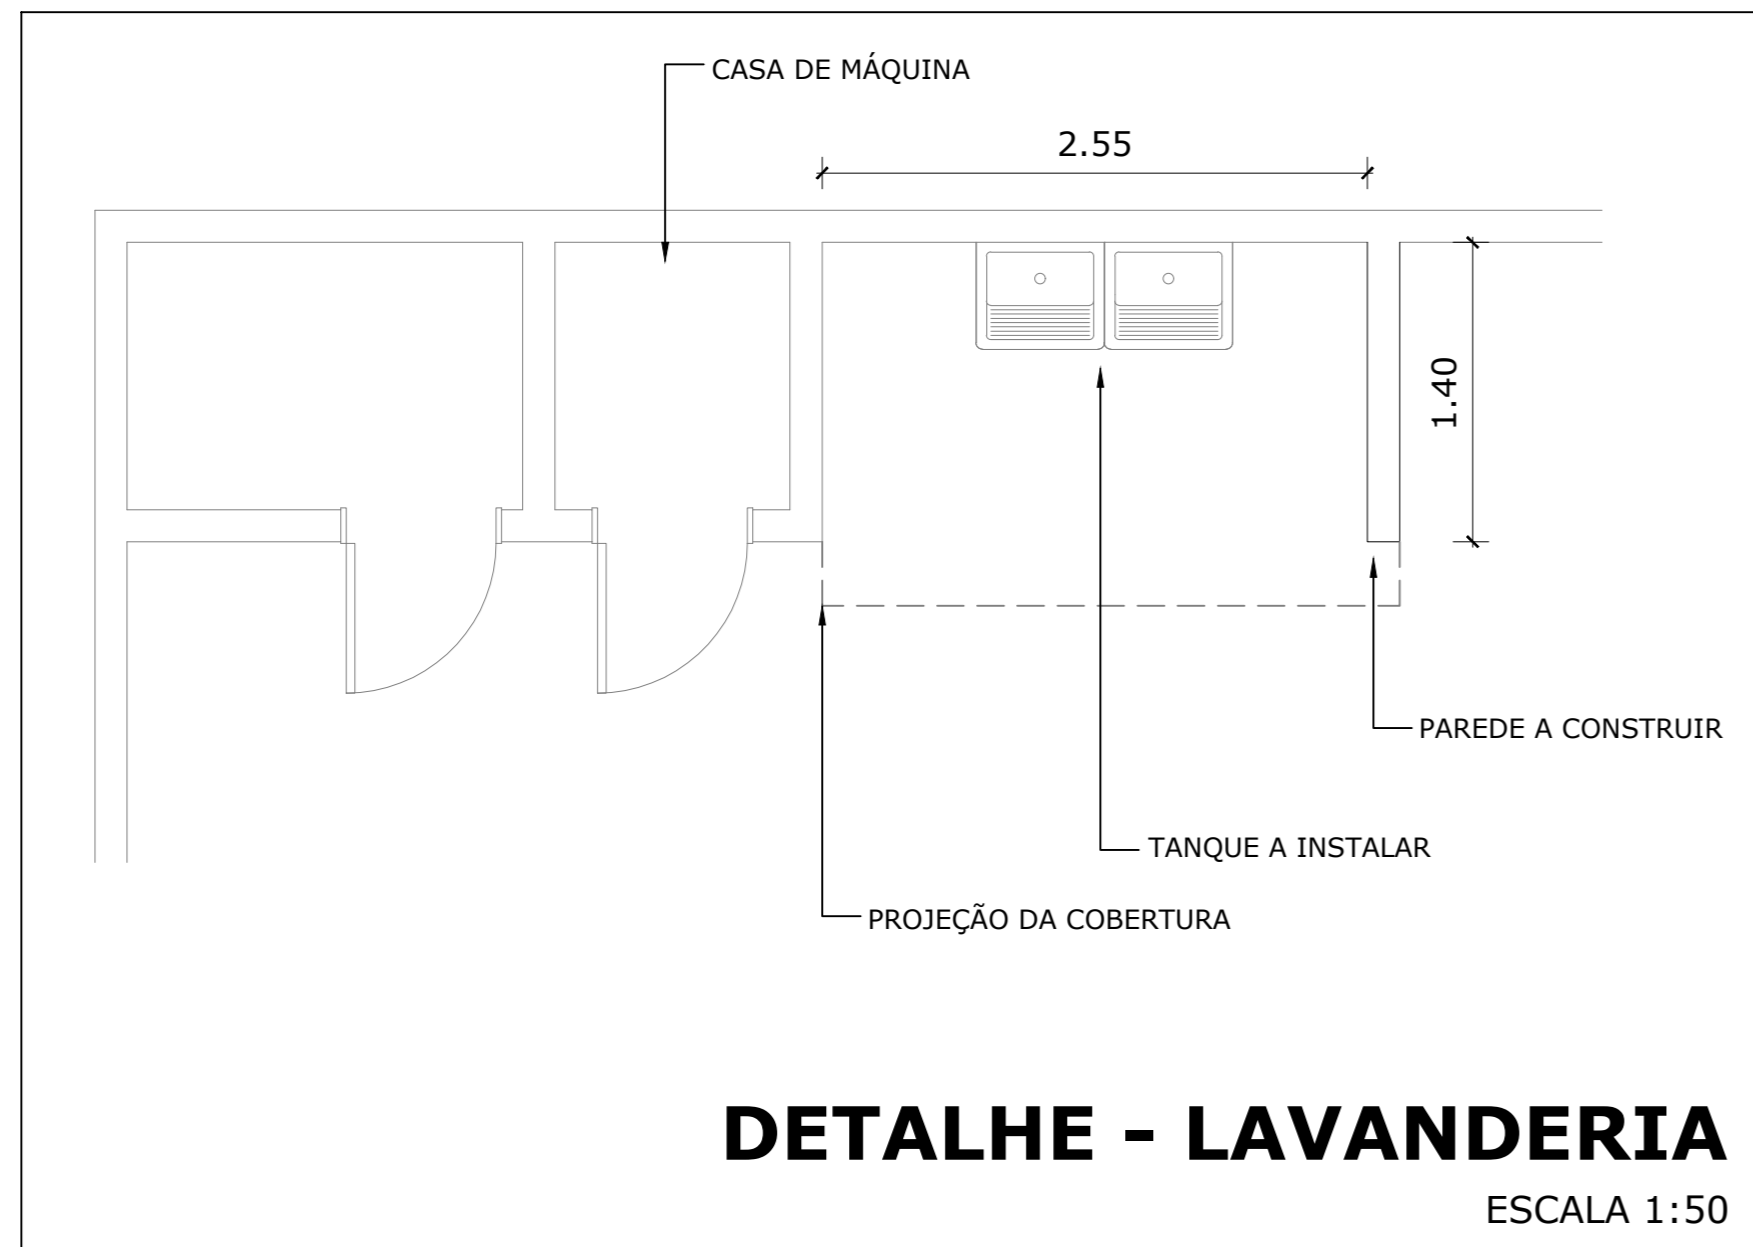 CASA DE MÁQUINA
2.55
1.40
PAREDE A CONSTRUIR
TANQUE A INSTALAR
PROJEÇÃO DA COBERTURA
DETALHE - LAVANDERIA
ESCALA 1:50